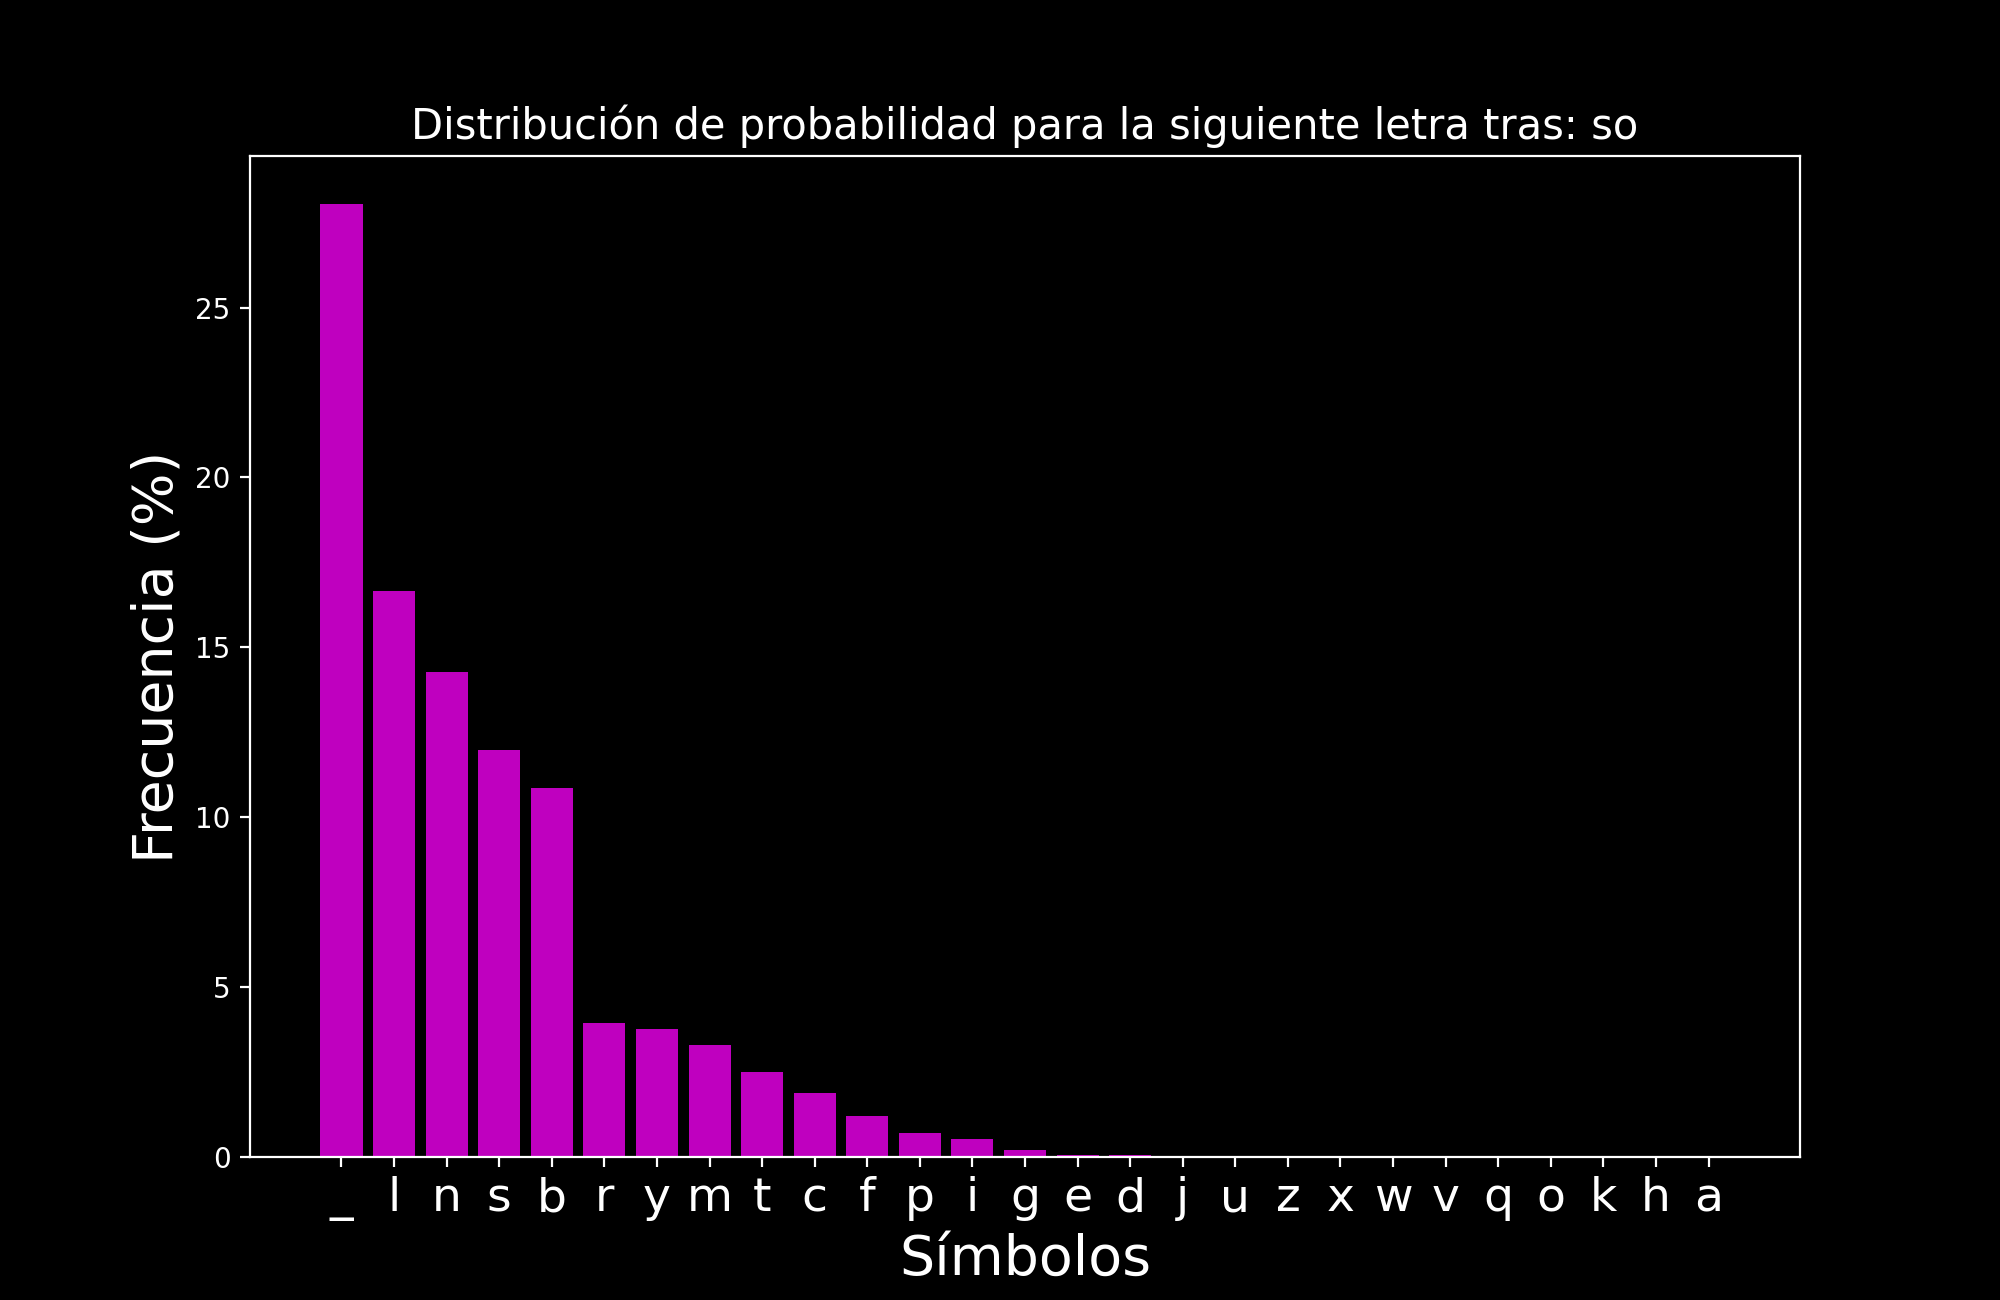 Distribución de probabilidad para la siguiente letra tras: so
Frecuencia (%)
25
20
15
10
5
0
_ l n s b r y m t c f p i g e d j u z x w v q o k h a
Símbolos